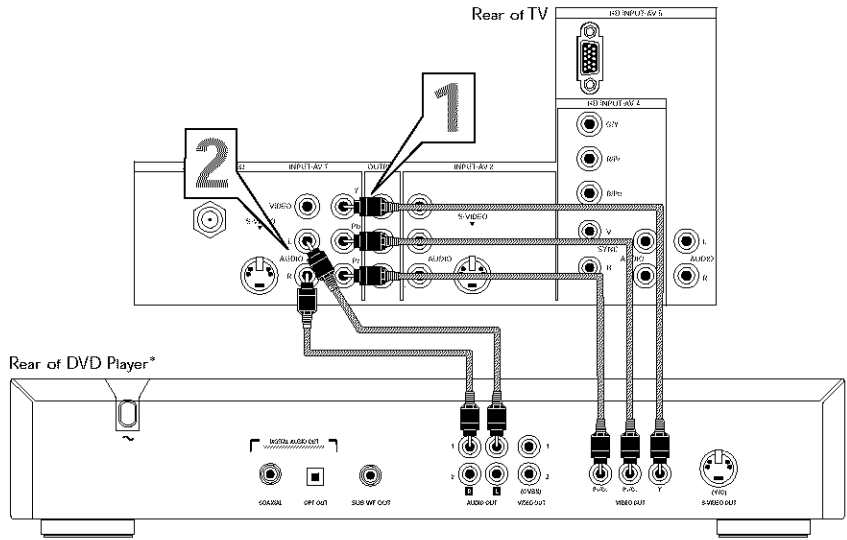 Rear of TV
HD INPUT-AV 5
1
HD INPUT-AV 4
G/Y
2
INPUT-AV 1
INPUT-AV 2
R/Pr
B/Pb
Y
VIDEO
S-VIDEO
S-VIDEO
V
Pb
L
SYNC
L
AUDIO
AUDIO
AUDIO
AUDIO
R
Pr
H
R
Rear of DVD Player*
~
DIGITAL AUDIO OUT
1
1
2
2
COAXIAL
OPT OUT
SUB WF OUT
R
L
AUDIO OUT
(CVBS)
VIDEO OUT
Y
VIDEO OUT
(Y/C)
S-VIDEO OUT